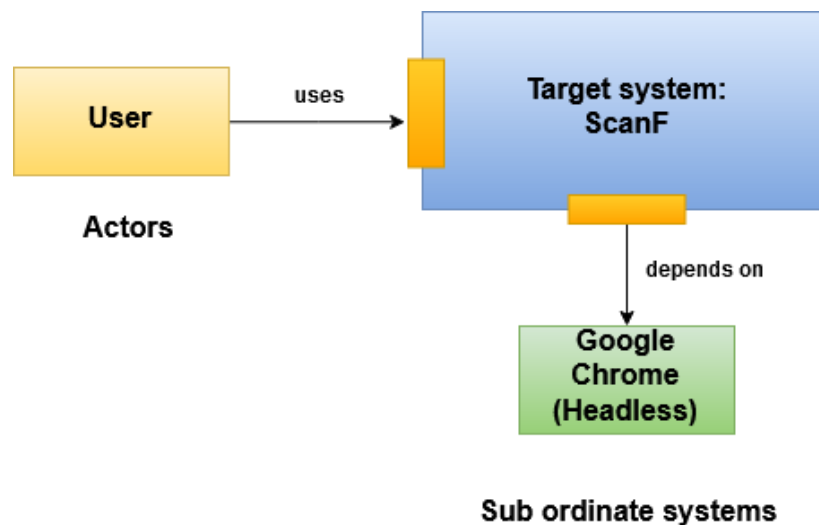 Target system:
ScanF
User
uses
Actors
depends on
Google
Chrome
(Headless)
Sub ordinate systems